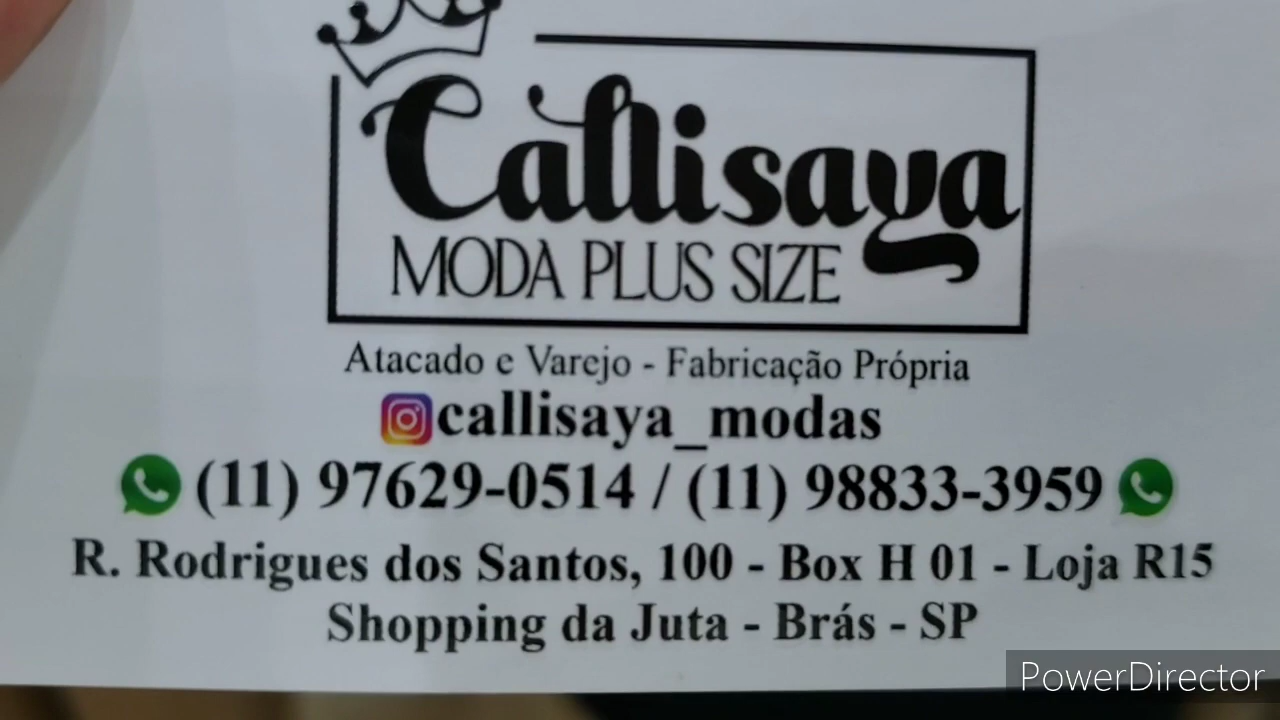 Callisaya
MODA PLUS SIZE
Atacado e Varejo - Fabricação Própria
callisaya_modas
(11) 97629-0514 / (11) 98833-3959
R. Rodrigues dos Santos, 100 - Box H 01 - Loja R15
Shopping da Juta - Brás - SP
PowerDirector